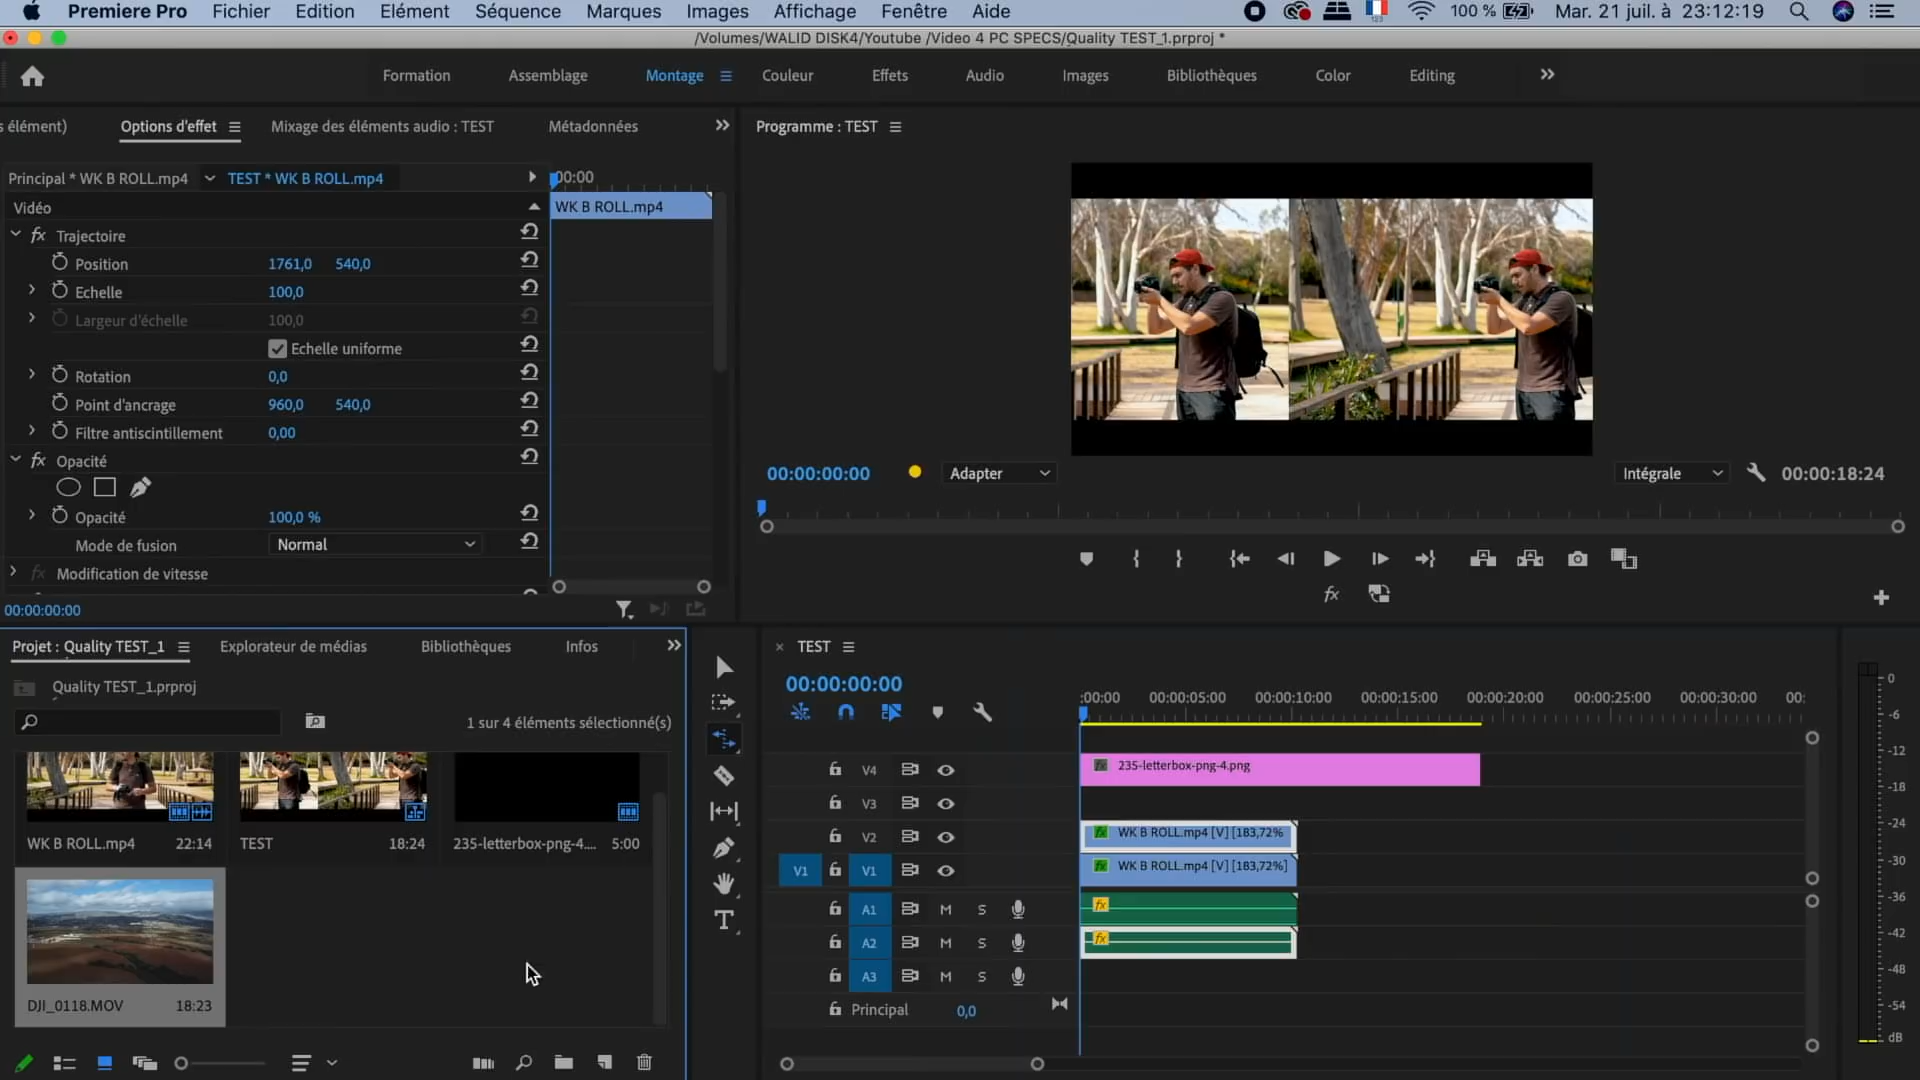 Premiere Pro Fichier Edition Elément Séquence Marques Images Affichage Fenêtre Aide 100 % Mar. 21 juil. à 23:12:19
/Volumes/WALID DISK4/Youtube /Video 4 PC SPECS/Quality TEST_1.prproj *
Formation Assemblage Montage Couleur Effets Audio Images Bibliothèques Color Editing
s élément) Options d'effet Mixage des éléments audio : TEST Métadonnées
Programme : TEST
Principal * WK B ROLL.mp4 TEST * WK B ROLL.mp4
:00:00
Vidéo
WK B ROLL.mp4
fx Trajectoire
Position 1761,0 540,0
Echelle 100,0
Largeur d'échelle 100,0
Echelle uniforme
Rotation 0,0
Point d'ancrage 960,0 540,0
Filtre antiscintillement 0,00
fx Opacité
Opacité 100,0 %
Mode de fusion Normal
fx Modification de vitesse
00:00:00:00
00:00:00:00 Adapter Intégrale 00:00:18:24
fx
Projet : Quality TEST_1 Explorateur de médias Bibliothèques Infos
Quality TEST_1.prproj
1 sur 4 éléments sélectionné(s)
WK B ROLL.mp4 22:14 TEST 18:24 235-letterbox-png-4.... 5:00
DJI_0118.MOV 18:23
T
× TEST
00:00:00:00
:00:00 00:00:05:00 00:00:10:00 00:00:15:00 00:00:20:00 00:00:25:00 00:00:30:00 00:
V4 fx 235-letterbox-png-4.png
V3
V2 fx WK B ROLL.mp4 [V] [183,72%
V1 V1 fx WK B ROLL.mp4 [V] [183,72%]
A1 M S fx
A2 M S fx
A3 M S
Principal 0,0
0
-6
-12
-18
-24
-30
-36
-42
-48
-54
dB